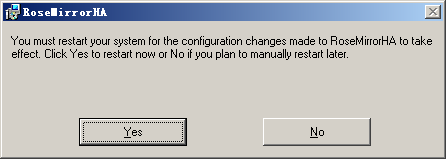 RoseMirrorHA
You must restart your system for the configuration changes made to RoseMirrorHA to take
effect. Click Yes to restart now or No if you plan to manually restart later.
Yes
No